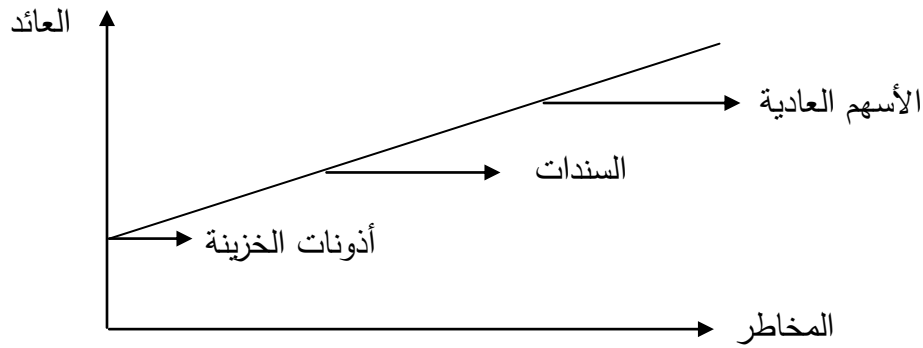 العائد
الأسهم العادية
السندات
أذونات الخزينة
المخاطر